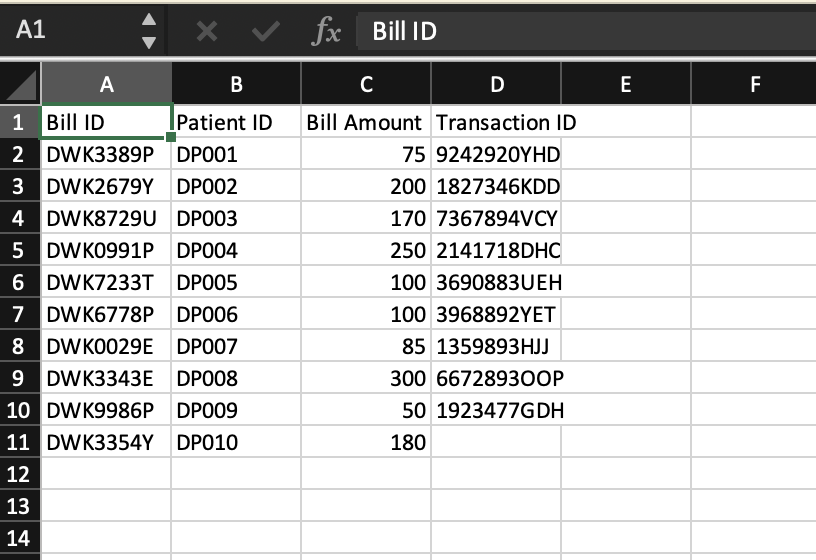 A1 fx Bill ID
A B C D E F
1 Bill ID Patient ID Bill Amount Transaction ID
2 DWK3389P DP001 75 9242920YHD
3 DWK2679Y DP002 200 1827346KDD
4 DWK8729U DP003 170 7367894VCY
5 DWK0991P DP004 250 2141718DHC
6 DWK7233T DP005 100 3690883UEH
7 DWK6778P DP006 100 3968892YET
8 DWK0029E DP007 85 1359893HJJ
9 DWK3343E DP008 300 6672893OOP
10 DWK9986P DP009 50 1923477GDH
11 DWK3354Y DP010 180
12
13
14